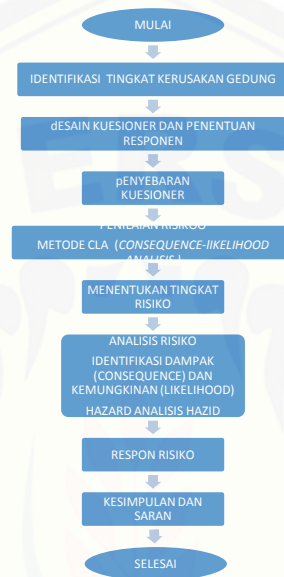 MULAI
IDENTIFIKASI TINGKAT KERUSAKAN GEDUNG
dESAIN KUESIONER DAN PENENTUAN
RESPONEN
pENYEBARAN
KUESIONER
PENILAIAN RISIKOO
METODE CLA (CONSEQUENCE-lIKELIHOOD
ANALISIS )
MENENTUKAN TINGKAT
RISIKO
ANALISIS RISIKO
IDENTIFIKASI DAMPAK
(CONSEQUENCE) DAN
KEMUNGKINAN (LIKELIHOOD)
HAZARD ANALISIS HAZID
RESPON RISIKO
KESIMPULAN DAN
SARAN
SELESAI